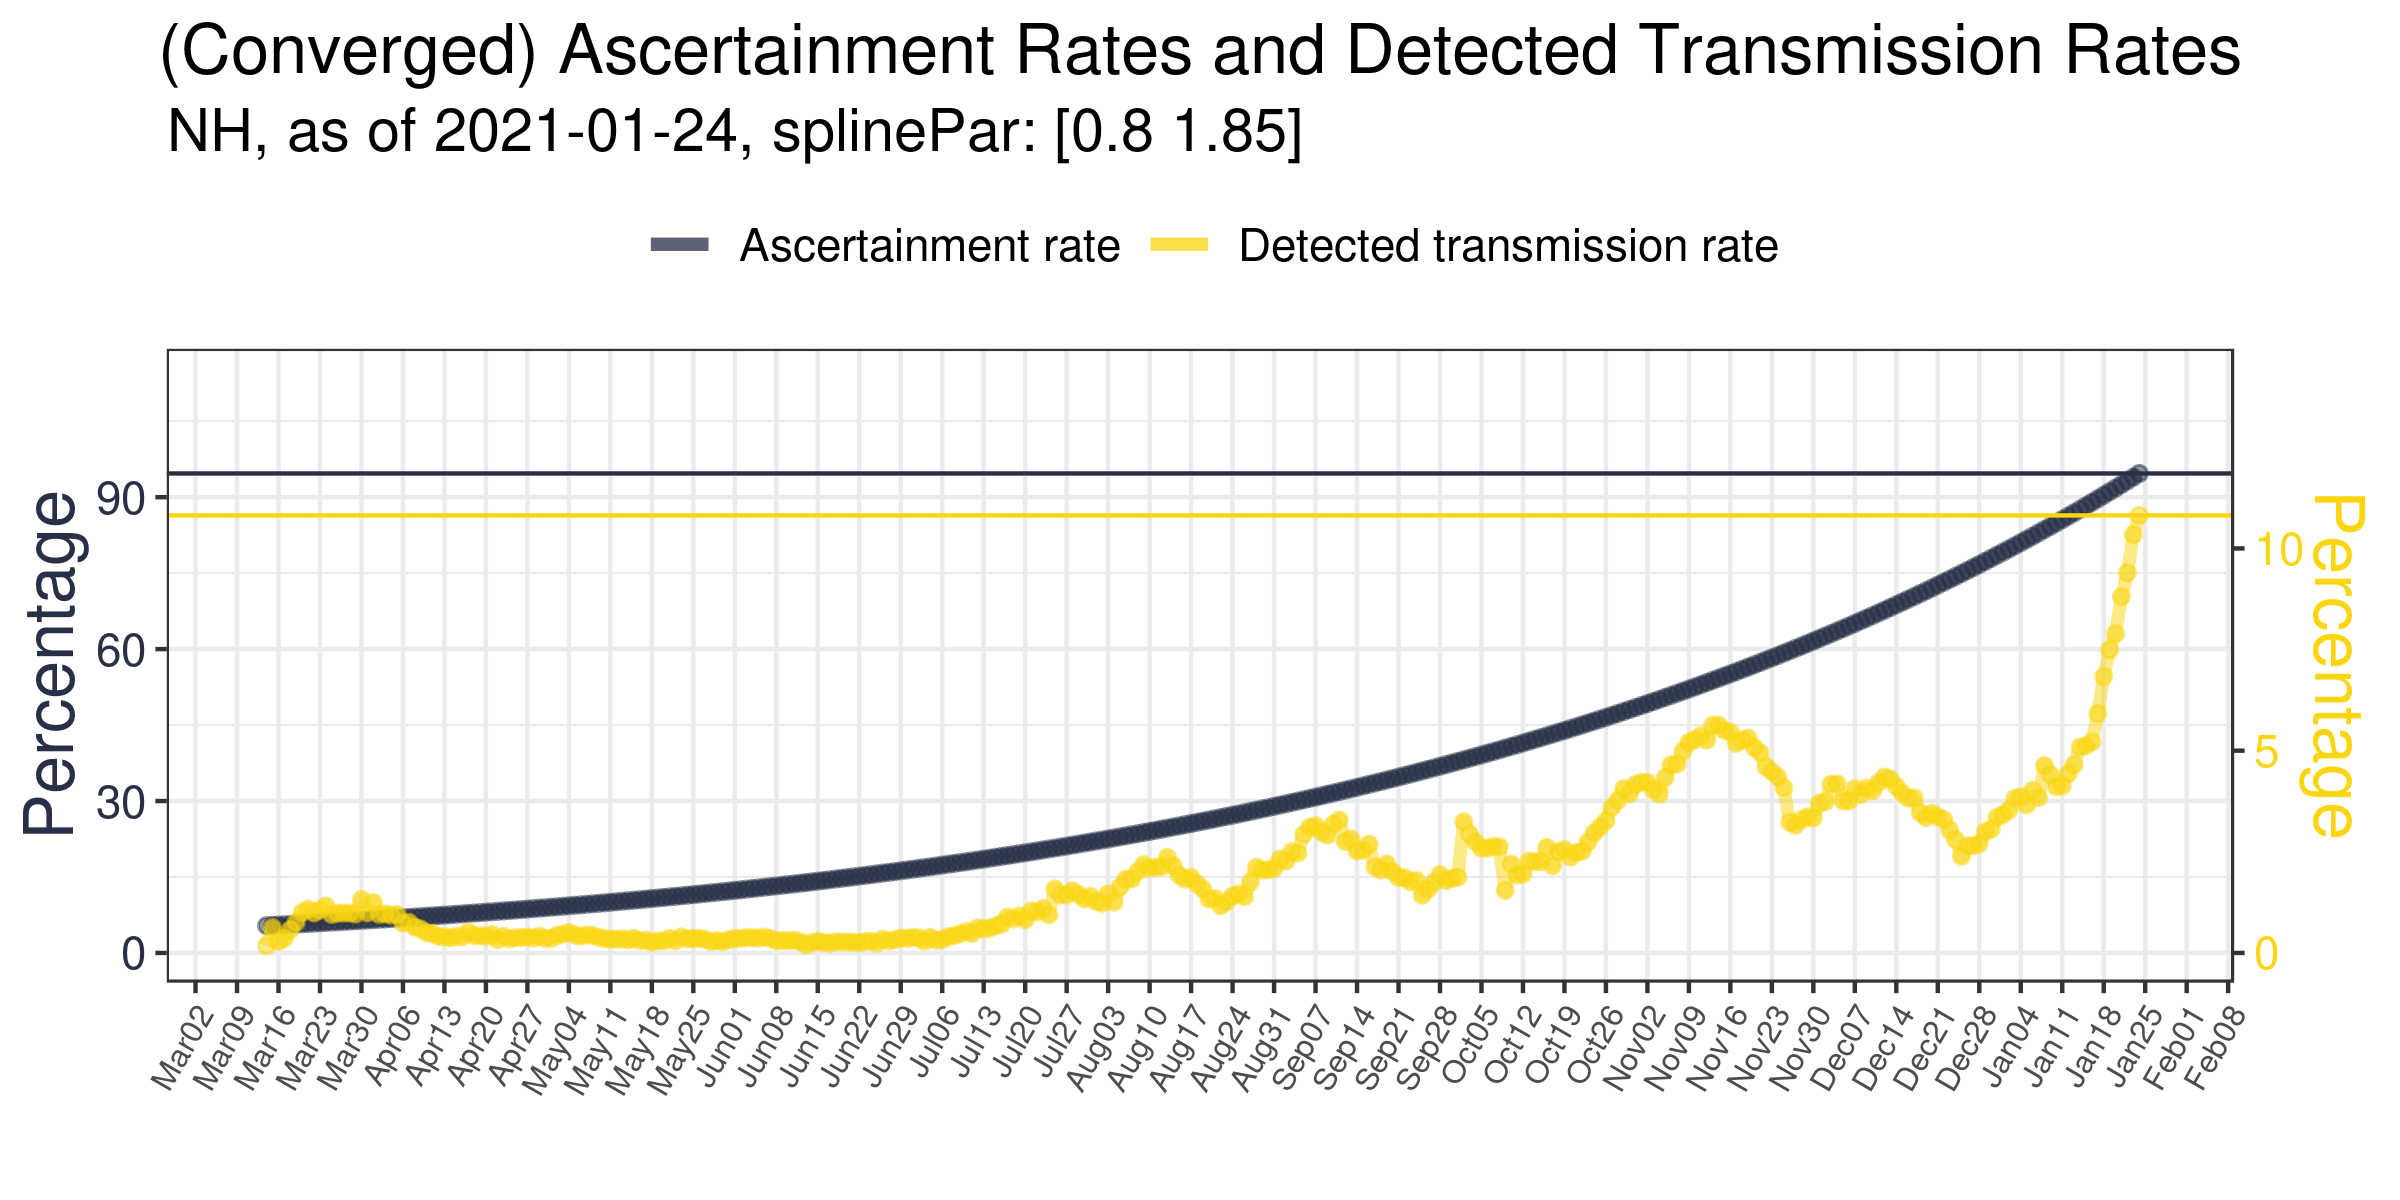 (Converged) Ascertainment Rates and Detected Transmission Rates
NH, as of 2021-01-24, splinePar: [0.8 1.85]
Ascertainment rate Detected transmission rate
Percentage
90
60
30
0
10
5
0
Percentage
Mar02 Mar09 Mar16 Mar23 Mar30 Apr06 Apr13 Apr20 Apr27 May04 May11 May18 May25 Jun01 Jun08 Jun15 Jun22 Jun29 Jul06 Jul13 Jul20 Jul27 Aug03 Aug10 Aug17 Aug24 Aug31 Sep07 Sep14 Sep21 Sep28 Oct05 Oct12 Oct19 Oct26 Nov02 Nov09 Nov16 Nov23 Nov30 Dec07 Dec14 Dec21 Dec28 Jan04 Jan11 Jan18 Jan25 Feb01 Feb08